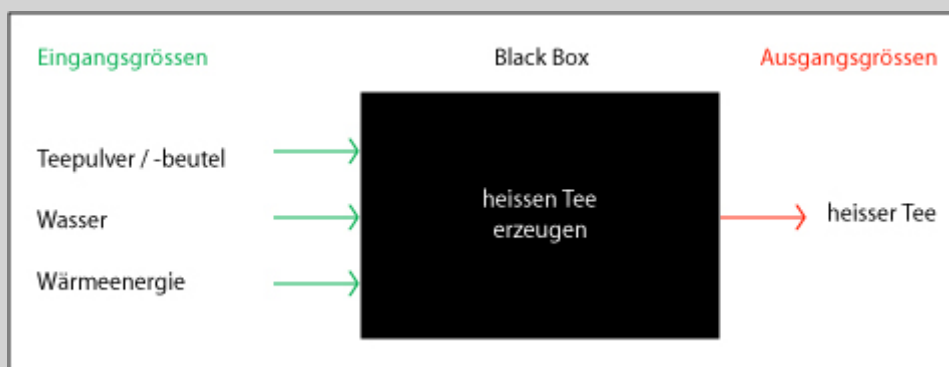 Eingangsgrössen
Black Box
Ausgangsgrössen
Teepulver / -beutel
Wasser
Wärmeenergie
heissen Tee
erzeugen
heisser Tee